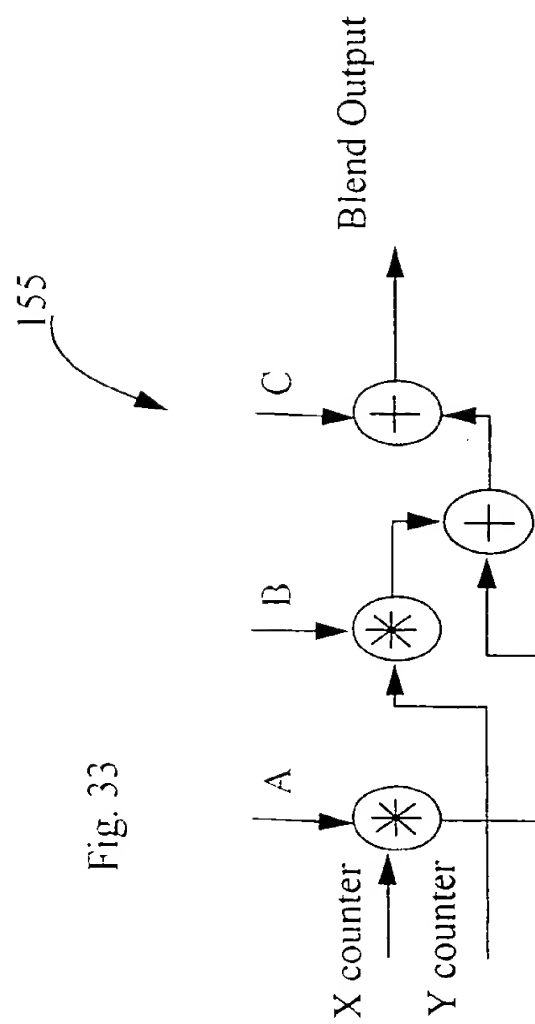 Fig. 33
155
A
B
C
X counter
Y counter
*
*
+
+
Blend Output